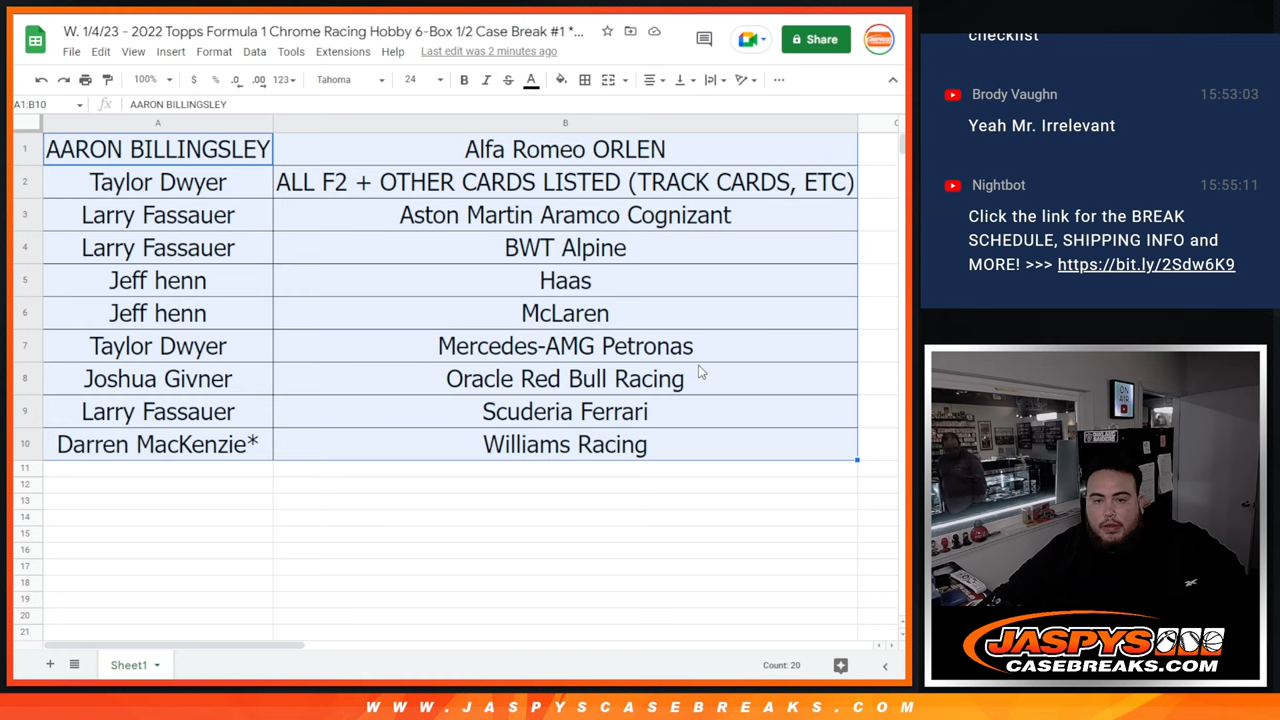 W. 1/4/23 - 2022 Topps Formula 1 Chrome Racing Hobby 6-Box 1/2 Case Break #1 *...
Share
File Edit View Insert Format Data Tools Extensions Help Last edit was 2 minutes ago
100% $ % .0 .00 123 Tahoma 24 B I S A
A1:B10 fx AARON BILLINGSLEY
A B C
1 AARON BILLINGSLEY Alfa Romeo ORLEN
2 Taylor Dwyer ALL F2 + OTHER CARDS LISTED (TRACK CARDS, ETC)
3 Larry Fassauer Aston Martin Aramco Cognizant
4 Larry Fassauer BWT Alpine
5 Jeff henn Haas
6 Jeff henn McLaren
7 Taylor Dwyer Mercedes-AMG Petronas
8 Joshua Givner Oracle Red Bull Racing
9 Larry Fassauer Scuderia Ferrari
10 Darren MacKenzie* Williams Racing
11
12
13
14
15
16
17
18
19
20
21
Sheet1 Count: 20
checklist
Brody Vaughn 15:53:03
Yeah Mr. Irrelevant
Nightbot 15:55:11
Click the link for the BREAK
SCHEDULE, SHIPPING INFO and
MORE! >>> https://bit.ly/2Sdw6K9
ON
AIR
JASPYS
CASEBREAKS.COM
WWW.JASPYSCASEBREAKS.COM